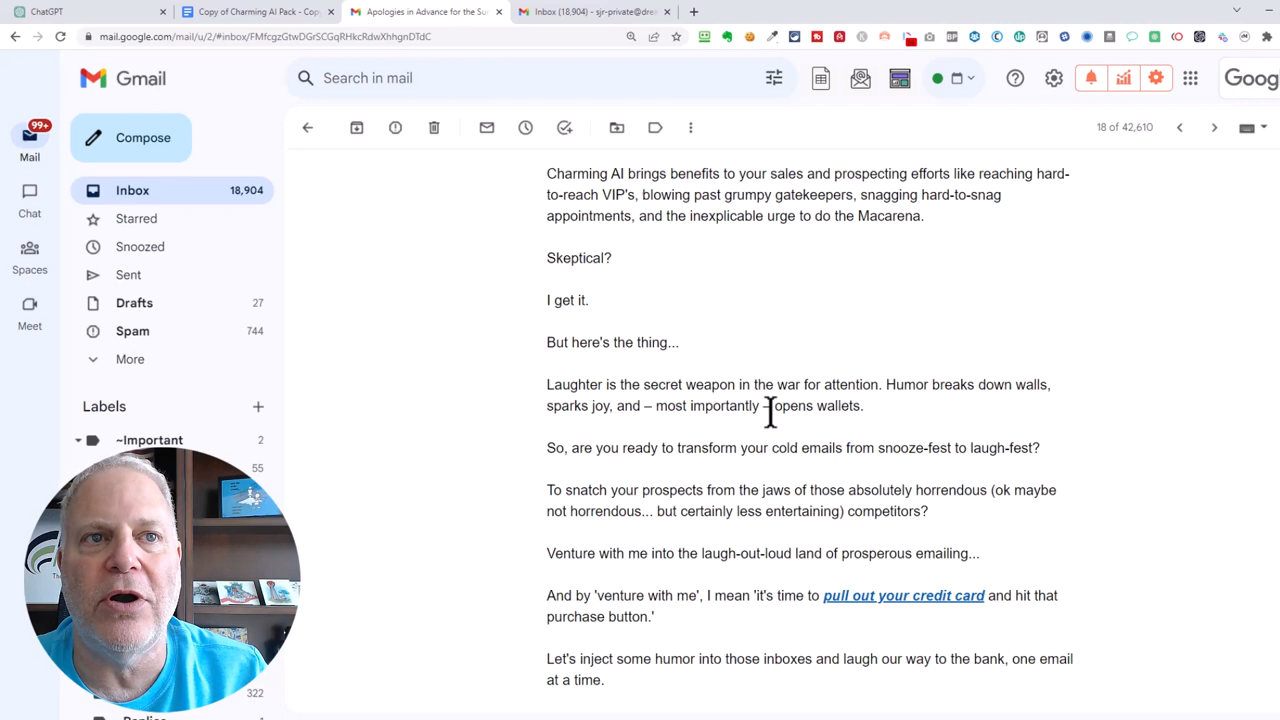 ChatGPT
Copy of Charming AI Pack - Cop
Apologies in Advance for the Su
Inbox (18,904) - sjr-private@dre
mail.google.com/mail/u/2/#inbox/FMfcgzGtwDGrSCGqRHkcRdwXhhgnDTdC
Gmail
Search in mail
Goog
99+
Mail
Chat
Spaces
Meet
Compose
Inbox 18,904
Starred
Snoozed
Sent
Drafts 27
Spam 744
More
Labels
~Important 2
55
322
18 of 42,610
Charming AI brings benefits to your sales and prospecting efforts like reaching hard-
to-reach VIP's, blowing past grumpy gatekeepers, snagging hard-to-snag
appointments, and the inexplicable urge to do the Macarena.
Skeptical?
I get it.
But here's the thing...
Laughter is the secret weapon in the war for attention. Humor breaks down walls,
sparks joy, and – most importantly – opens wallets.
So, are you ready to transform your cold emails from snooze-fest to laugh-fest?
To snatch your prospects from the jaws of those absolutely horrendous (ok maybe
not horrendous... but certainly less entertaining) competitors?
Venture with me into the laugh-out-loud land of prosperous emailing...
And by 'venture with me', I mean 'it's time to pull out your credit card and hit that
purchase button.'
Let's inject some humor into those inboxes and laugh our way to the bank, one email
at a time.